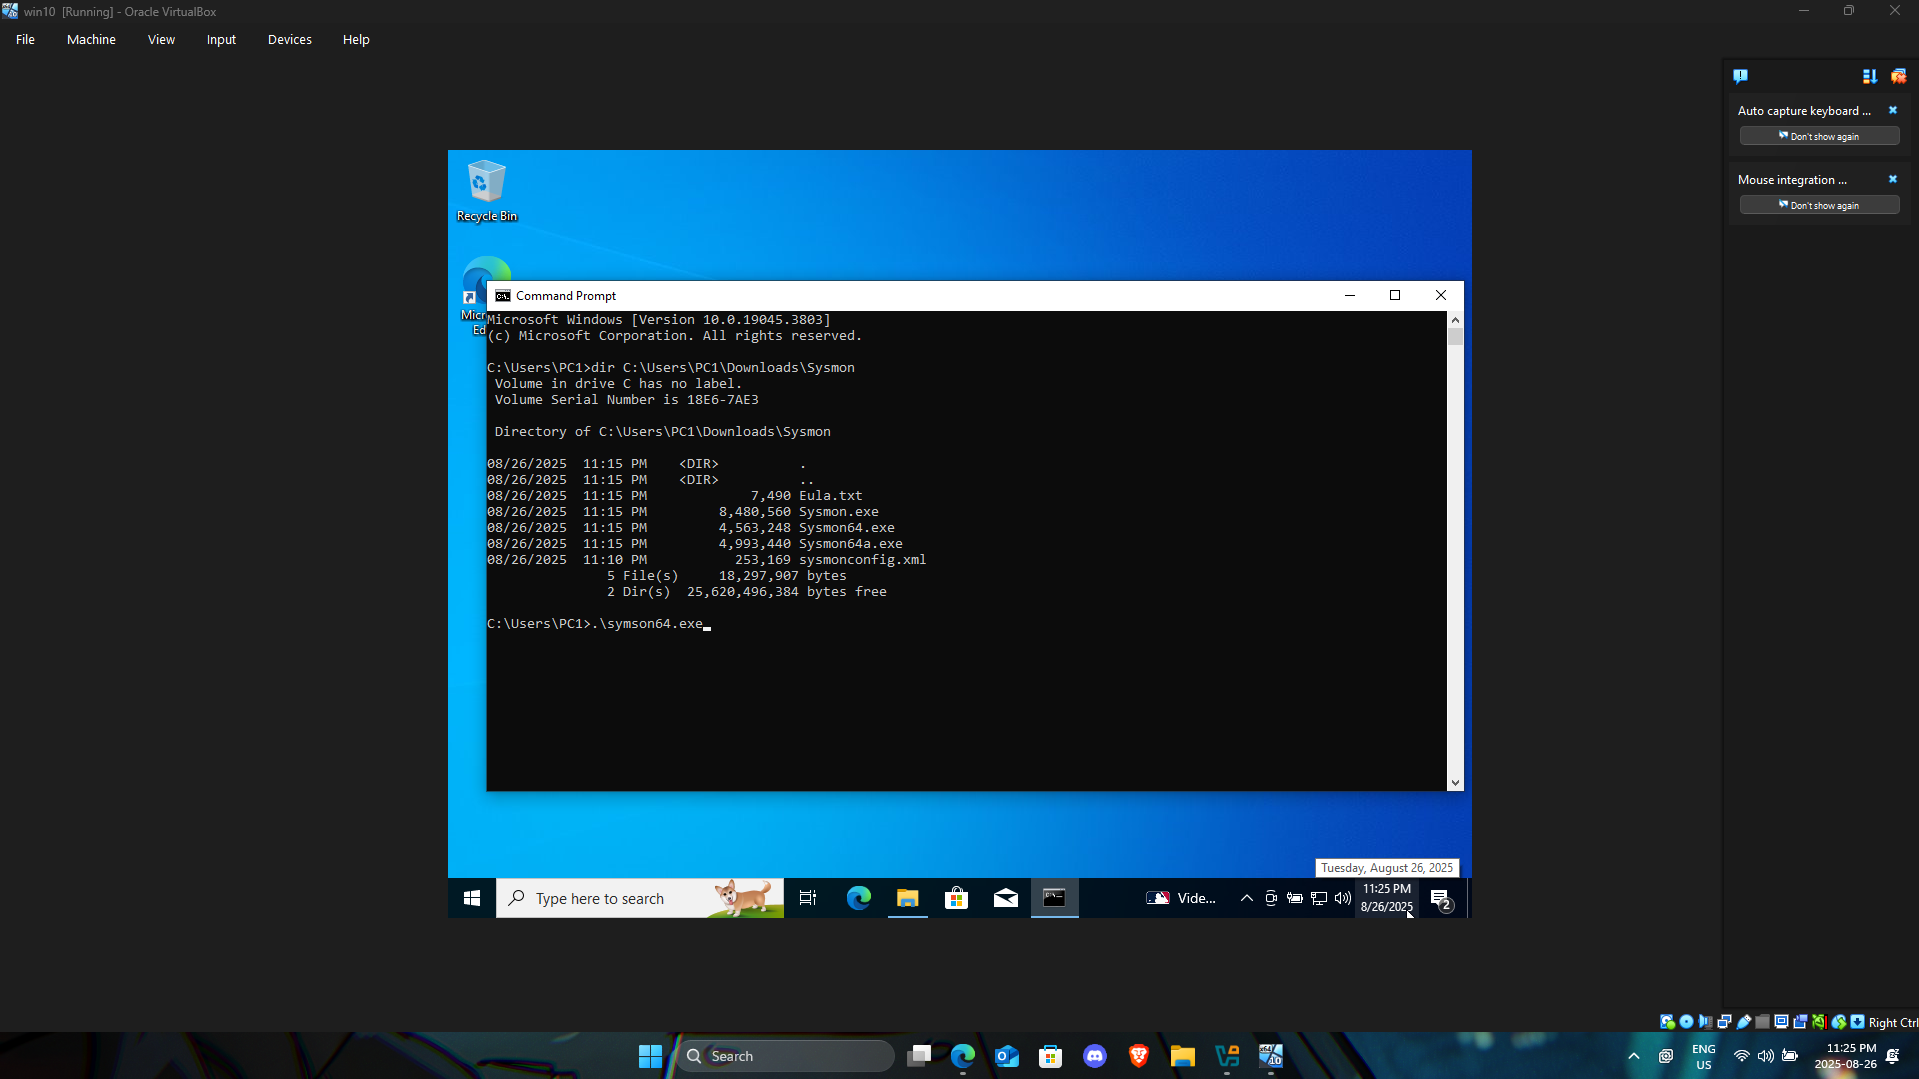 win10 [Running] - Oracle VirtualBox
File Machine View Input Devices Help
Auto capture keyboard ...
Don't show again
Mouse integration ...
Don't show again
Recycle Bin
Micr
Ed
Command Prompt
Microsoft Windows [Version 10.0.19045.3803]
(c) Microsoft Corporation. All rights reserved.
C:\Users\PC1>dir C:\Users\PC1\Downloads\Sysmon
Volume in drive C has no label.
Volume Serial Number is 18E6-7AE3
Directory of C:\Users\PC1\Downloads\Sysmon
08/26/2025 11:15 PM <DIR> .
08/26/2025 11:15 PM <DIR> ..
08/26/2025 11:15 PM 7,490 Eula.txt
08/26/2025 11:15 PM 8,480,560 Sysmon.exe
08/26/2025 11:15 PM 4,563,248 Sysmon64.exe
08/26/2025 11:15 PM 4,993,440 Sysmon64a.exe
08/26/2025 11:10 PM 253,169 sysmonconfig.xml
5 File(s) 18,297,907 bytes
2 Dir(s) 25,620,496,384 bytes free
C:\Users\PC1>.\symson64.exe
Tuesday, August 26, 2025
Type here to search
Vide...
11:25 PM
8/26/2025
2
Right Ctrl
Search
ENG
US
11:25 PM
2025-08-26